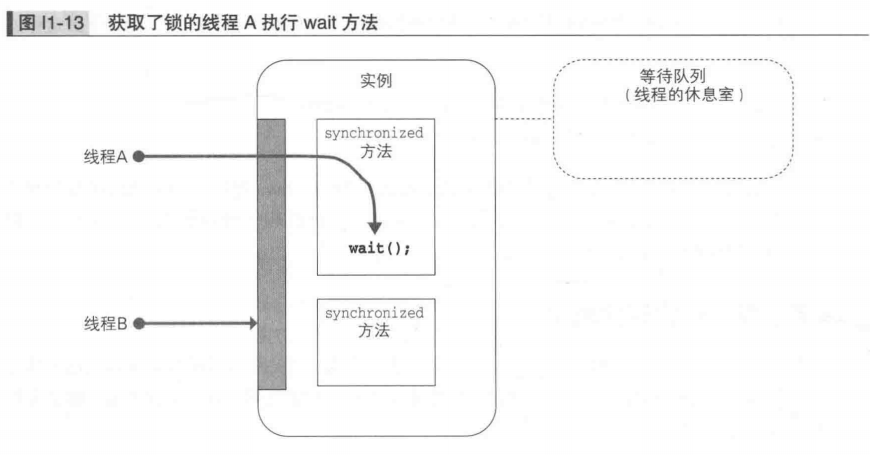 图 I1-13 获取了锁的线程 A 执行 wait 方法
实例
等待队列
（线程的休息室）
synchronized
方法
线程A
wait();
线程B
synchronized
方法